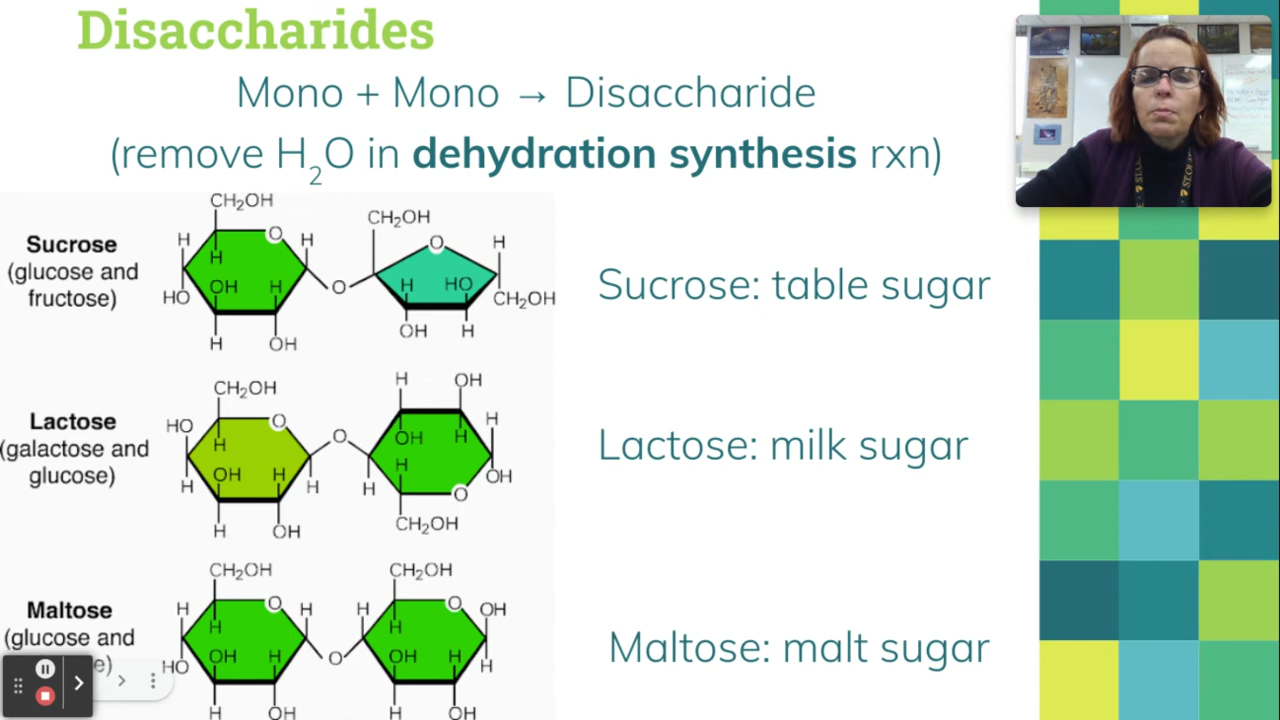 Disaccharides
Mono + Mono → Disaccharide
(remove H₂O in dehydration synthesis rxn)
Sucrose
(glucose and
fructose)
CH₂OH
O
H
H
H
OH
H
HO
H
OH
O
CH₂OH
O
H
H
HO
CH₂OH
OH
H
Sucrose: table sugar
Lactose
(galactose and
glucose)
CH₂OH
HO
O
H
OH
H
H
H
H
OH
O
H
OH
H
OH
H
H
H
OH
O
CH₂OH
Lactose: milk sugar
Maltose
(glucose and
e)
CH₂OH
H
O
H
H
OH
H
HO
H
OH
O
CH₂OH
H
O
OH
H
OH
H
H
H
OH
Maltose: malt sugar